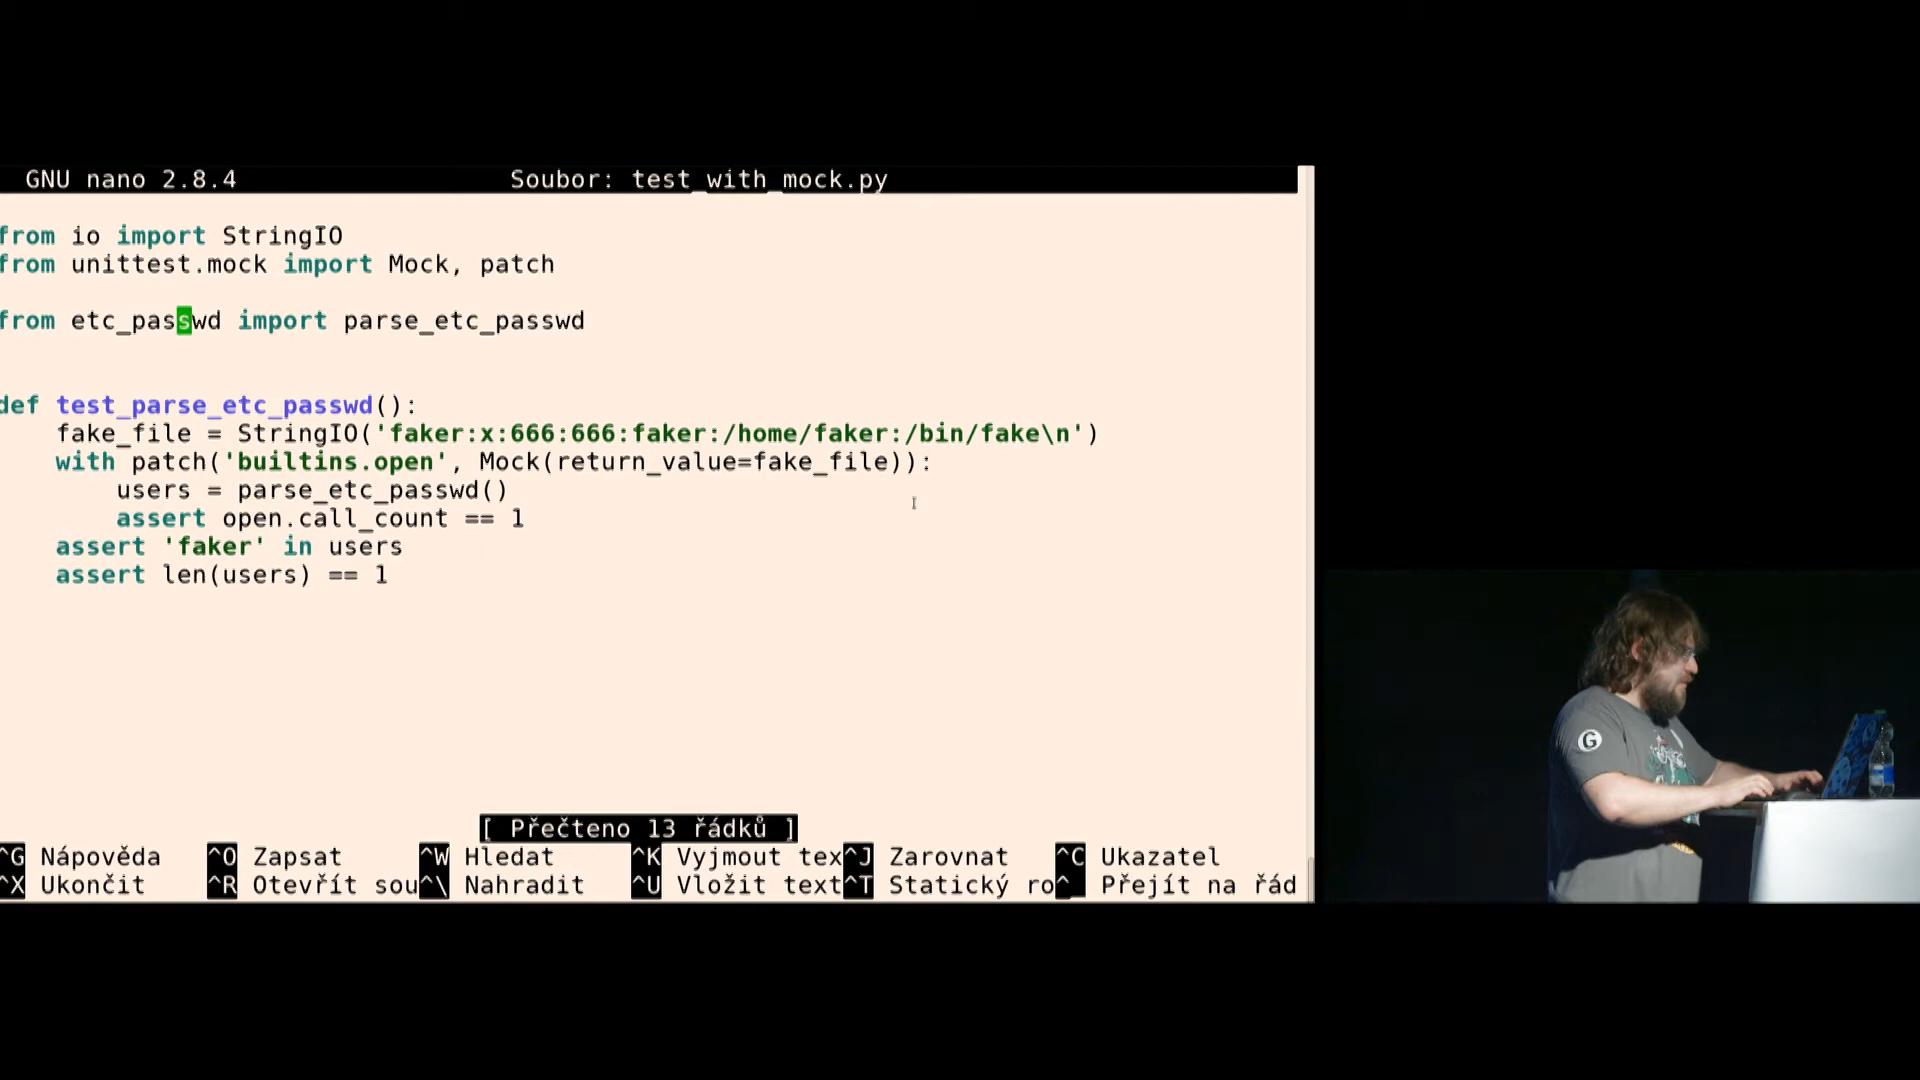 GNU nano 2.8.4 Soubor: test_with_mock.py
from io import StringIO
from unittest.mock import Mock, patch
from etc_passwd import parse_etc_passwd
def test_parse_etc_passwd():
    fake_file = StringIO('faker:x:666:666:faker:/home/faker:/bin/fake\n')
    with patch('builtins.open', Mock(return_value=fake_file)):
        users = parse_etc_passwd()
        assert open.call_count == 1
    assert 'faker' in users
    assert len(users) == 1
[ Přečteno 13 řádků ]
^G Nápověda ^O Zapsat ^W Hledat ^K Vyjmout tex ^J Zarovnat ^C Ukazatel
^X Ukončit ^R Otevřít sou ^\ Nahradit ^U Vložit text ^T Statický ro ^_ Přejít na řád
G